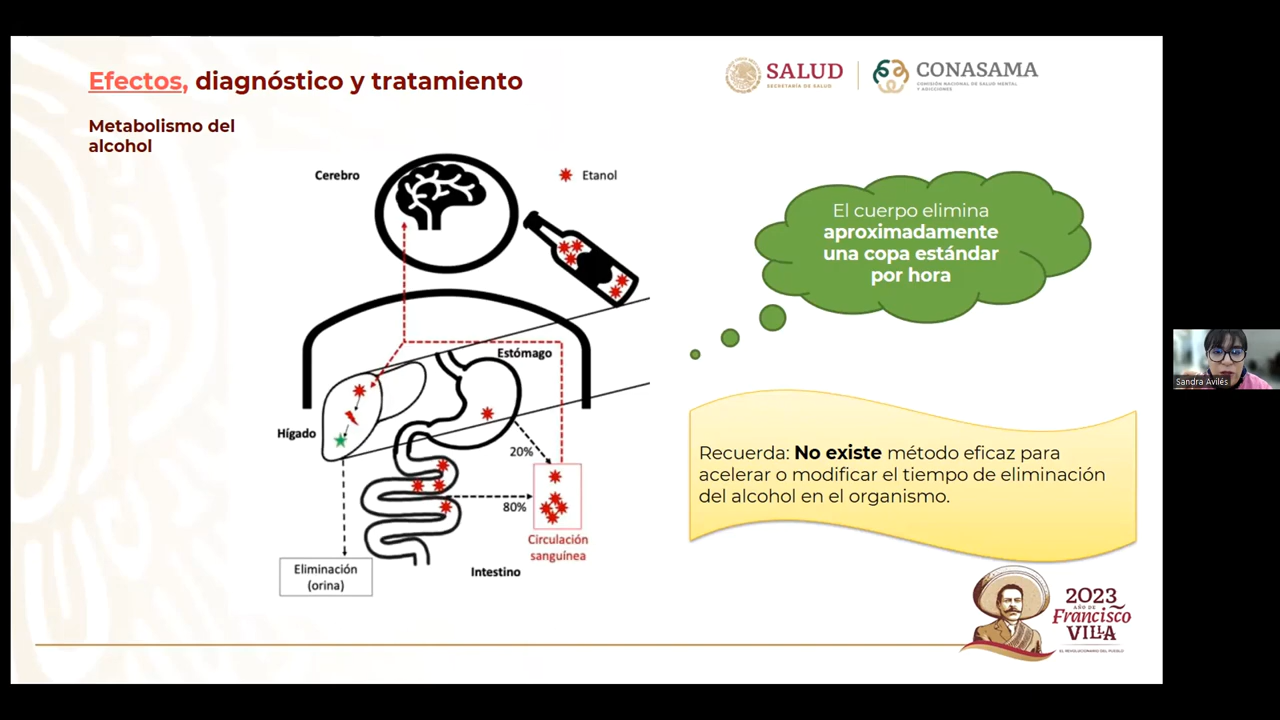 Efectos, diagnóstico y tratamiento
SALUD
SECRETARÍA DE SALUD
CONASAMA
COMISIÓN NACIONAL DE SALUD MENTAL
Y ADICCIONES
Metabolismo del
alcohol
Cerebro
Etanol
Estómago
Hígado
20%
80%
Circulación
sanguínea
Intestino
Eliminación
(orina)
El cuerpo elimina
aproximadamente
una copa estándar
por hora
Recuerda: No existe método eficaz para
acelerar o modificar el tiempo de eliminación
del alcohol en el organismo.
2023
AÑO DE
Francisco
VILLA
EL REVOLUCIONARIO DEL PUEBLO
Sandra Avilés